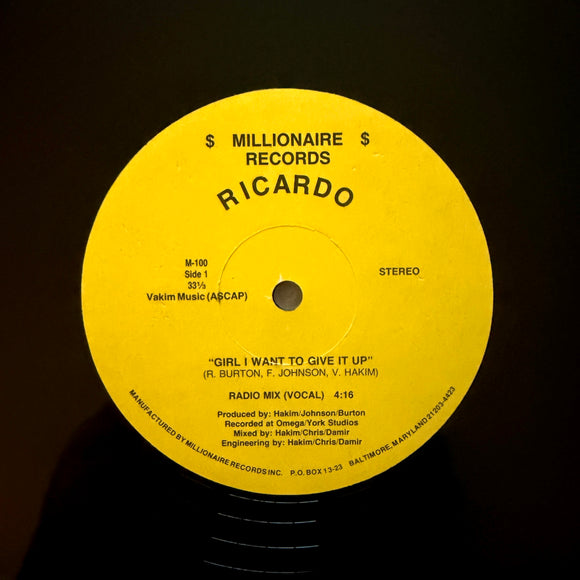 $ MILLIONAIRE $
RECORDS
RICARDO
M-100
Side 1
33⅓
Vakim Music (ASCAP)
STEREO
"GIRL I WANT TO GIVE IT UP"
(R. BURTON, F. JOHNSON, V. HAKIM)
RADIO MIX (VOCAL) 4:16
Produced by: Hakim/Johnson/Burton
Recorded at Omega/York Studios
Mixed by: Hakim/Chris/Damir
Engineering by: Hakim/Chris/Damir
MANUFACTURED BY MILLIONAIRE RECORDS INC. P.O. BOX 13-23 BALTIMORE, MARYLAND 21203-4423